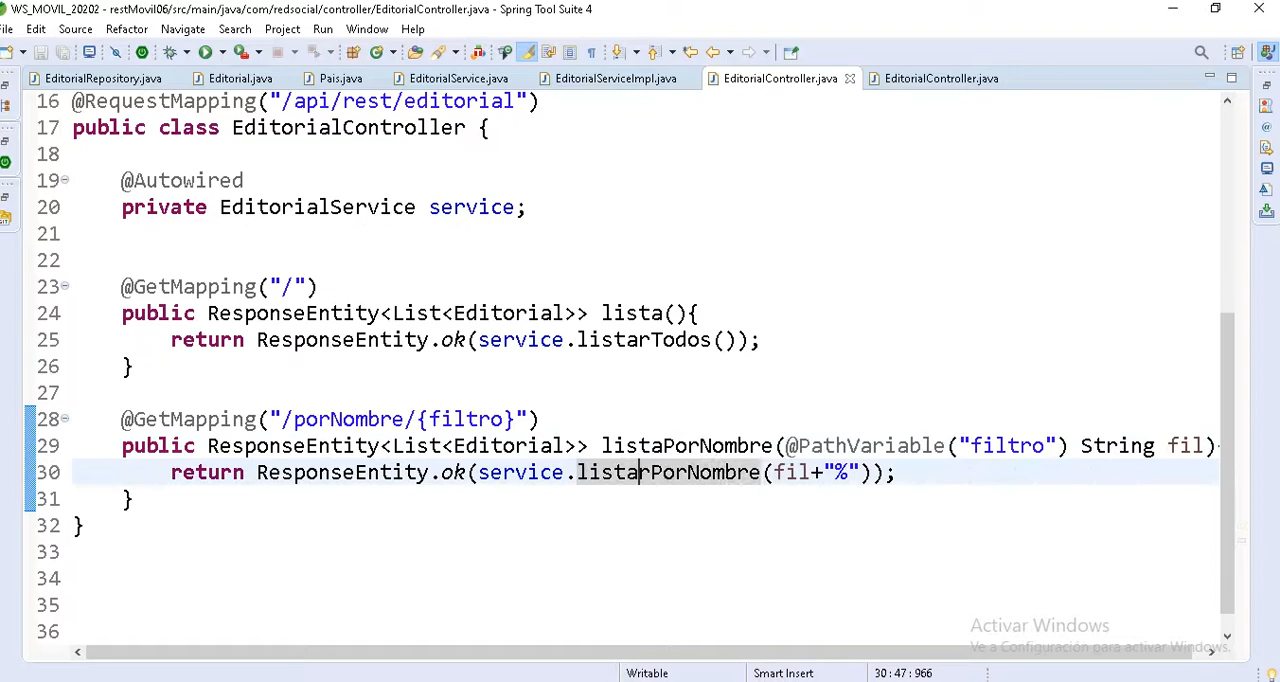 WS_MOVIL_20202 - restMovil06/src/main/java/com/redsocial/controller/EditorialController.java - Spring Tool Suite 4
File Edit Source Refactor Navigate Search Project Run Window Help
EditorialRepository.java Editorial.java Pais.java EditorialService.java EditorialServiceImpl.java EditorialController.java EditorialController.java
16 @RequestMapping("/api/rest/editorial")
17 public class EditorialController {
18
19 @Autowired
20 private EditorialService service;
21
22
23 @GetMapping("/")
24 public ResponseEntity<List<Editorial>> lista(){
25 return ResponseEntity.ok(service.listarTodos());
26 }
27
28 @GetMapping("/porNombre/{filtro}")
29 public ResponseEntity<List<Editorial>> listaPorNombre(@PathVariable("filtro") String fil){
30 return ResponseEntity.ok(service.listarPorNombre(fil+"%"));
31 }
32 }
33
34
35
36
Activar Windows
Ve a Configuración para activar Windows.
Writable Smart Insert 30 : 47 : 966